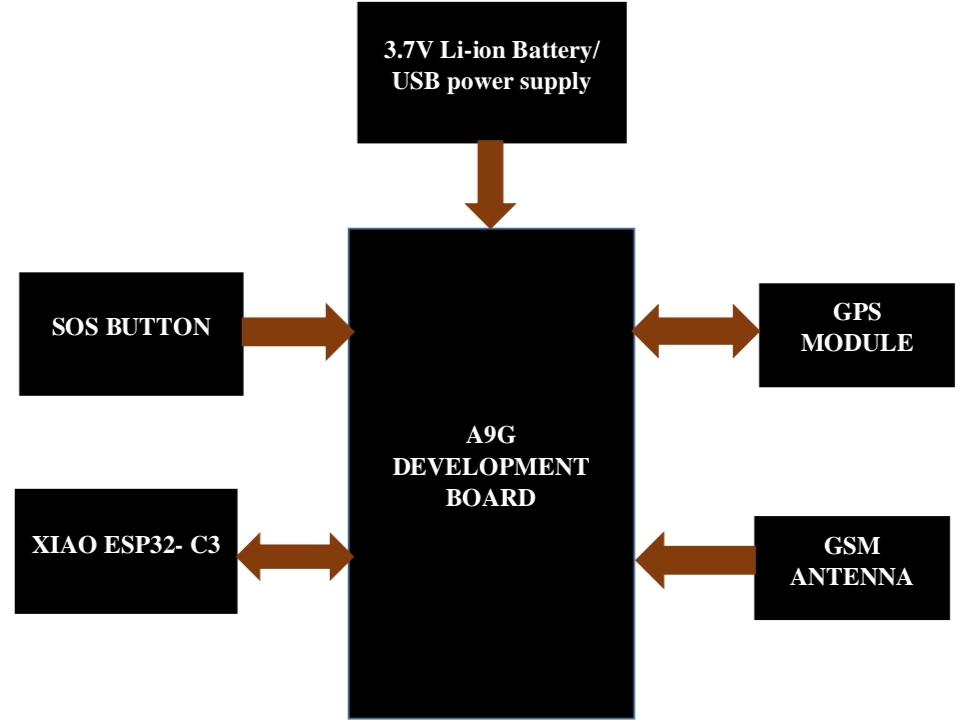 3.7V Li-ion Battery/
USB power supply
SOS BUTTON
GPS
MODULE
A9G
DEVELOPMENT
BOARD
XIAO ESP32- C3
GSM
ANTENNA